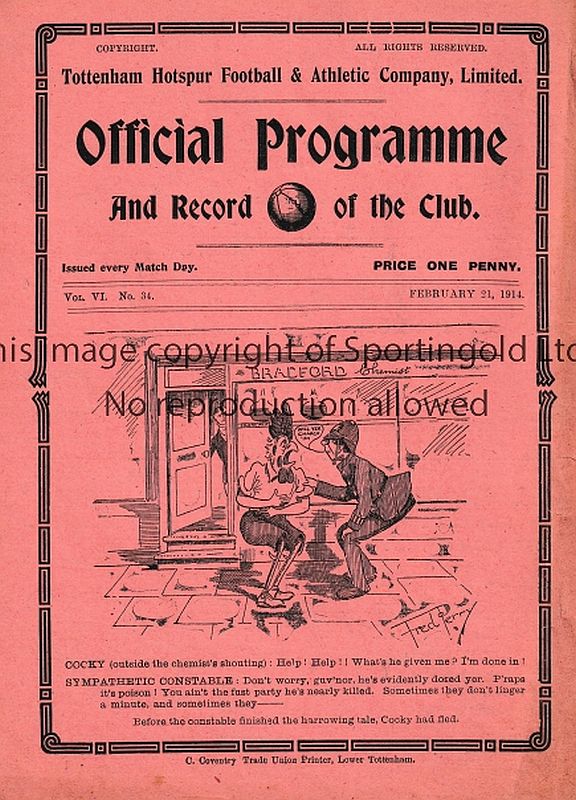 COPYRIGHT. ALL RIGHTS RESERVED.
Tottenham Hotspur Football & Athletic Company, Limited.
Official Programme
And Record of the Club.
Issued every Match Day. PRICE ONE PENNY.
VOL. VI. No. 34. FEBRUARY 21, 1914.
his image copyright of Sportingold Ltd
BRADFORD Chemist
No reproduction allowed
Fred Perry
COCKY (outside the chemist's shouting) : Help! Help!! What's he given me? I'm done in!
SYMPATHETIC CONSTABLE : Don't worry, guv'nor, he's evidently dosed yer. P'raps
it's poison! You ain't the fust party he's nearly killed. Sometimes they don't linger
a minute, and sometimes they——
Before the constable finished the harrowing tale, Cocky had fled.
C. Coventry Trade Union Printer, Lower Tottenham.